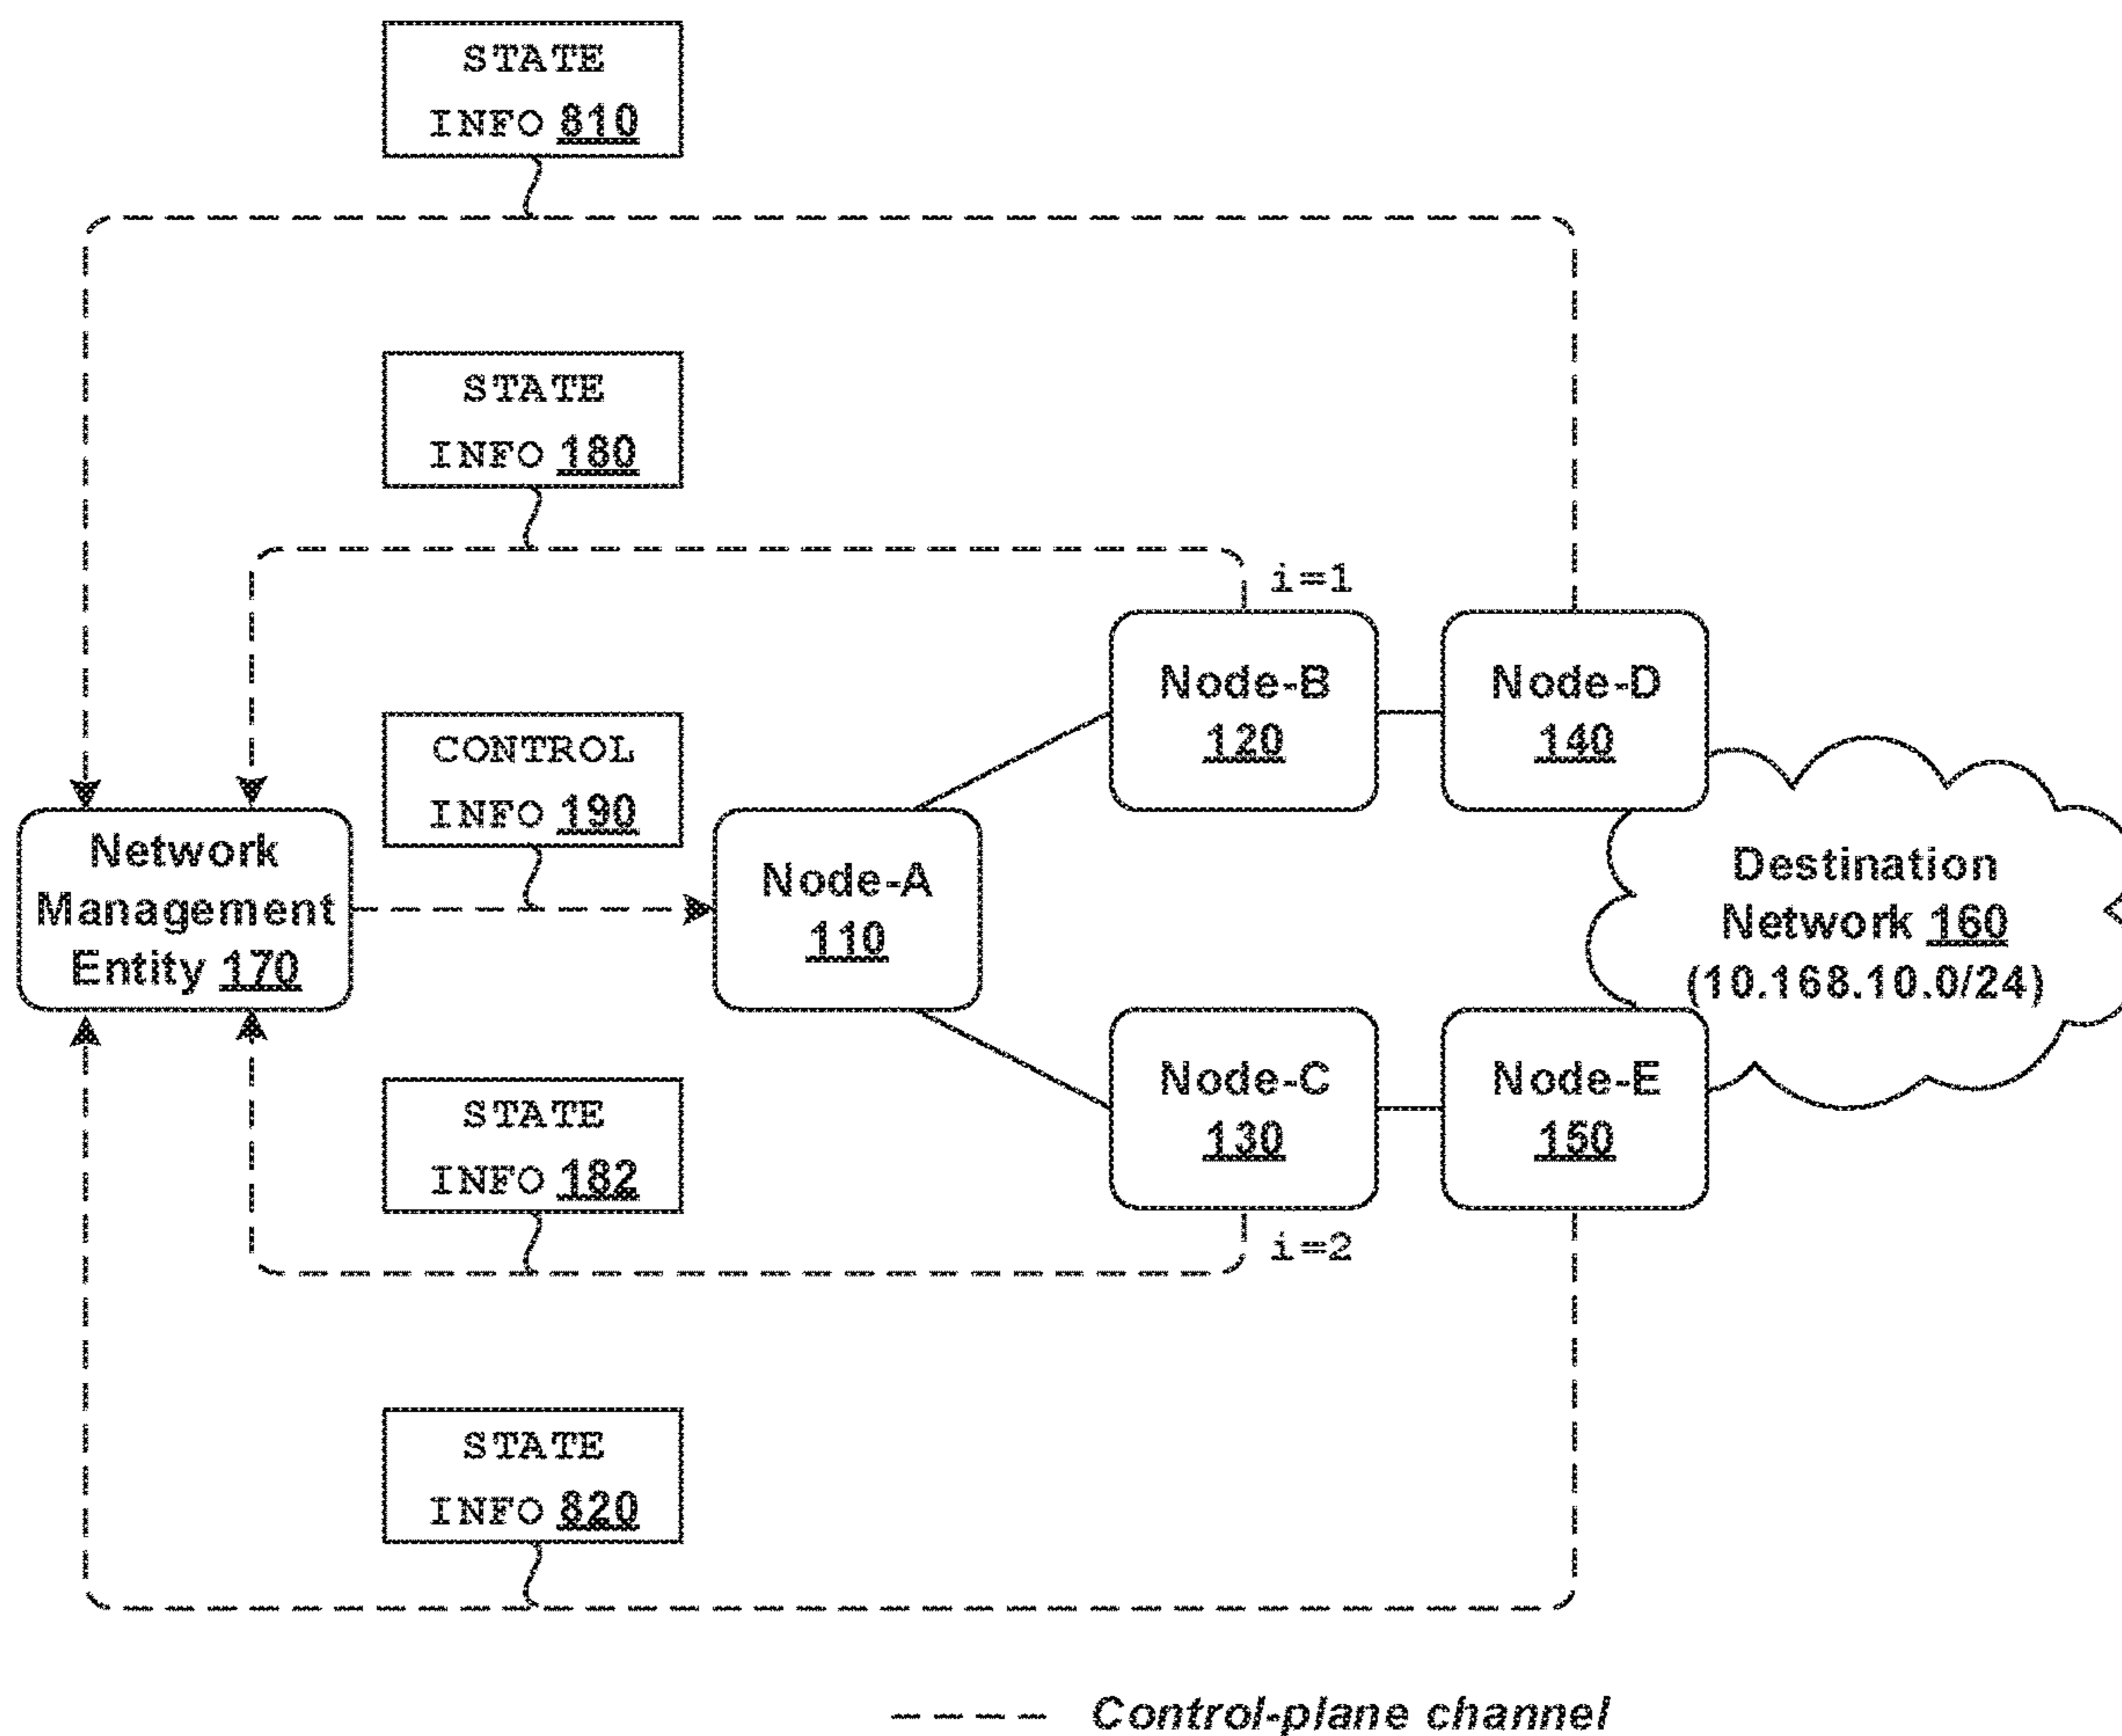 STATE
INFO 810
STATE
INFO 180
i=1
Node-B
120
Node-D
140
CONTROL
INFO 190
Network
Management
Entity 170
Node-A
110
Destination
Network 160
(10.168.10.0/24)
Node-C
130
Node-E
150
STATE
INFO 182
i=2
STATE
INFO 820
Control-plane channel